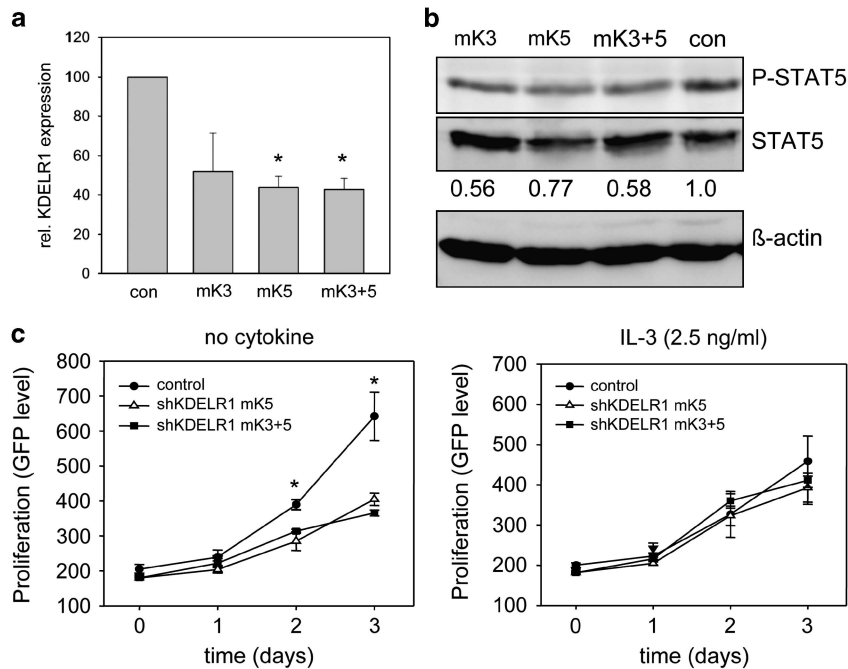 a
rel. KDELR1 expression
120
100
80
60
40
20
0
con mK3 mK5 mK3+5
* *
b
mK3 mK5 mK3+5 con
P-STAT5
STAT5
0.56 0.77 0.58 1.0
ß-actin
c
no cytokine
Proliferation (GFP level)
800
700
600
500
400
300
200
100
control
shKDELR1 mK5
shKDELR1 mK3+5
*
*
0 1 2 3
time (days)
IL-3 (2.5 ng/ml)
Proliferation (GFP level)
700
600
500
400
300
200
100
control
shKDELR1 mK5
shKDELR1 mK3+5
0 1 2 3
time (days)